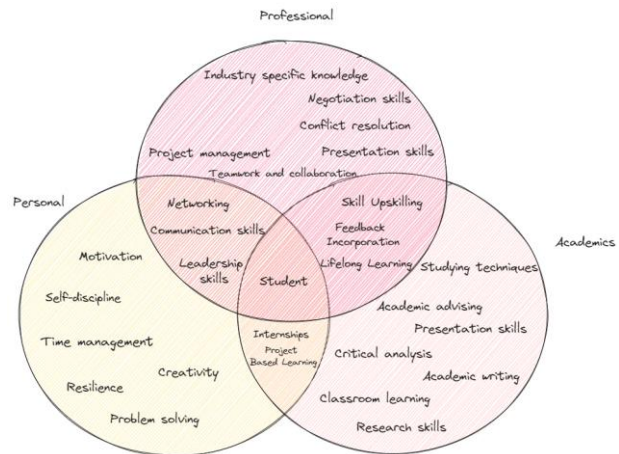 Professional
Industry specific knowledge
Negotiation skills
Conflict resolution
Project management
Presentation skills
Teamwork and collaboration
Personal
Networking
Skill Upskilling
Communication skills
Feedback
Incorporation
Academics
Motivation
Leadership
skills
Lifelong Learning
Studying techniques
Student
Self-discipline
Academic advising
Presentation skills
Time management
Internships
Project
Based Learning
Critical analysis
Creativity
Academic writing
Resilience
Classroom learning
Problem solving
Research skills